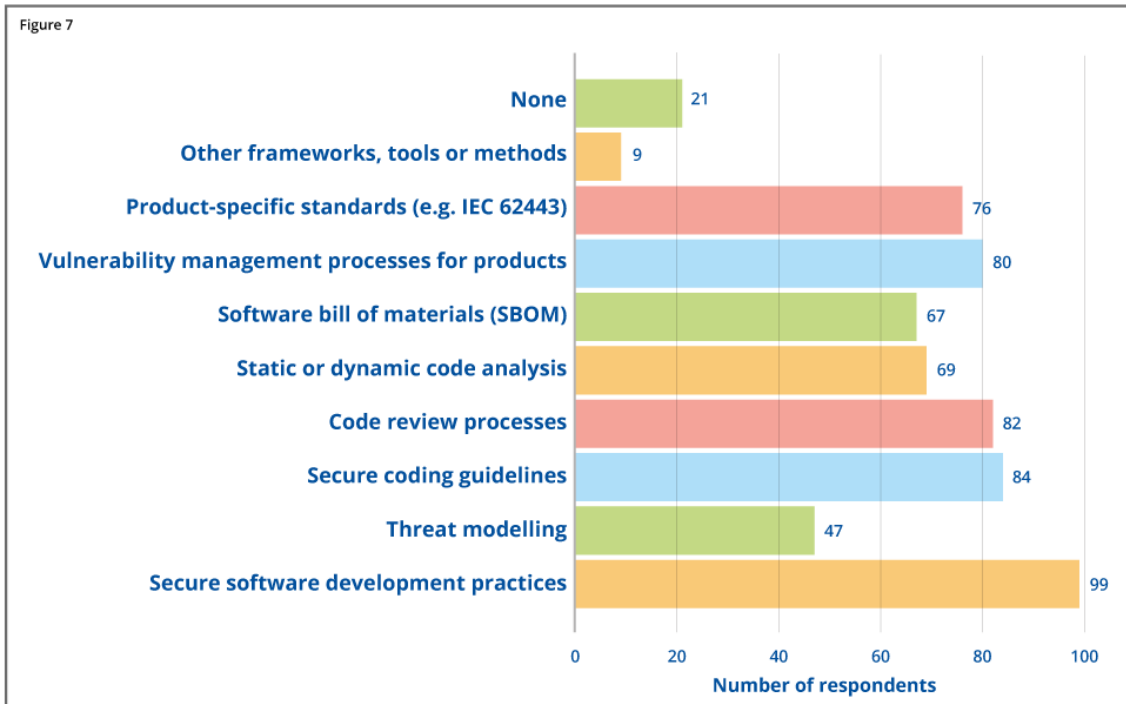 Figure 7
None
21
Other frameworks, tools or methods
9
Product-specific standards (e.g. IEC 62443)
76
Vulnerability management processes for products
80
Software bill of materials (SBOM)
67
Static or dynamic code analysis
69
Code review processes
82
Secure coding guidelines
84
Threat modelling
47
Secure software development practices
99
0 20 40 60 80 100
Number of respondents